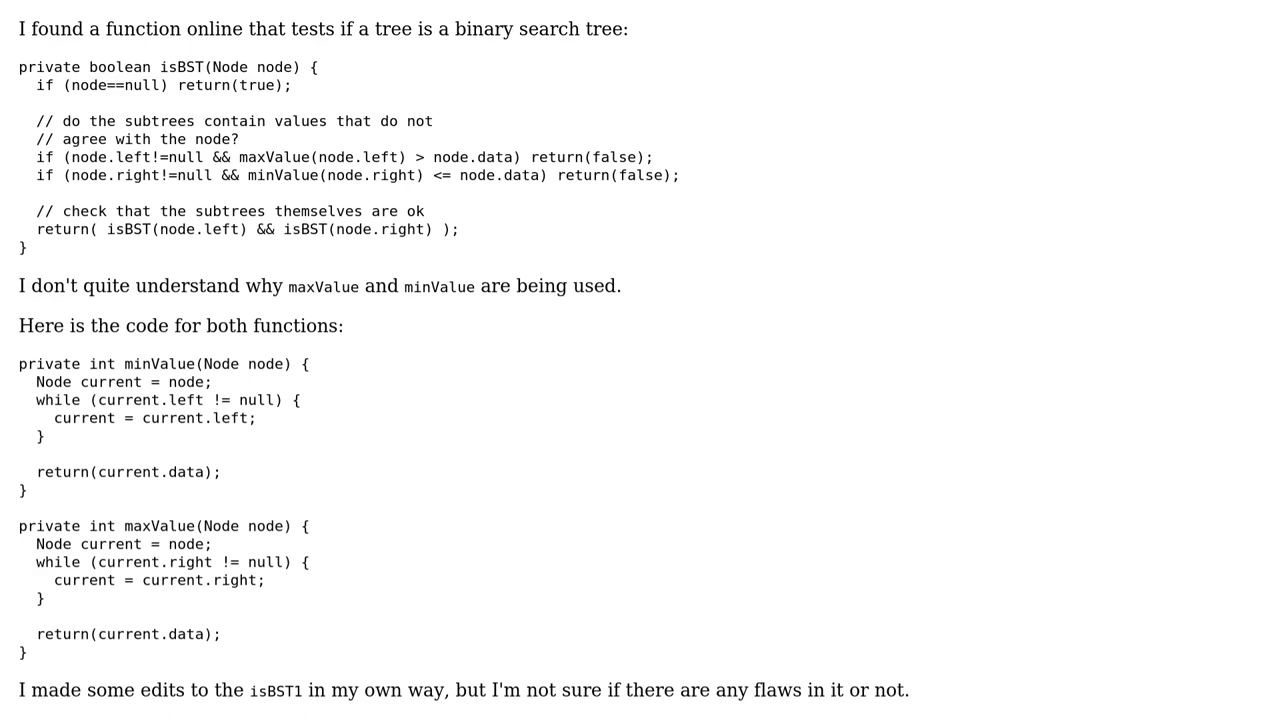 I found a function online that tests if a tree is a binary search tree:
private boolean isBST(Node node) {
  if (node==null) return(true);

  // do the subtrees contain values that do not
  // agree with the node?
  if (node.left!=null && maxValue(node.left) > node.data) return(false);
  if (node.right!=null && minValue(node.right) <= node.data) return(false);

  // check that the subtrees themselves are ok
  return( isBST(node.left) && isBST(node.right) );
}
I don't quite understand why maxValue and minValue are being used.
Here is the code for both functions:
private int minValue(Node node) {
  Node current = node;
  while (current.left != null) {
    current = current.left;
  }

  return(current.data);
}

private int maxValue(Node node) {
  Node current = node;
  while (current.right != null) {
    current = current.right;
  }

  return(current.data);
}
I made some edits to the isBST1 in my own way, but I'm not sure if there are any flaws in it or not.